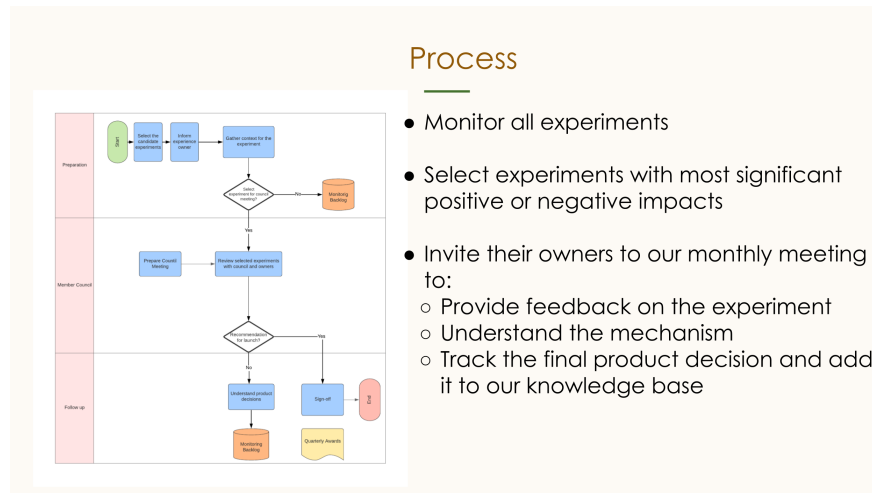 Process
Start
Select the
candidate
experiments
Inform
experience
owner
Gather context for the
experiment
Preparation
Select
experiment for council
meeting?
No
Monitoring
Backlog
Yes
Prepare Council
Meeting
Review selected experiments
with council and owners
Member Council
Recommendation
for launch?
Yes
No
Understand product
decisions
Sign-off
End
Follow up
Monitoring
Backlog
Quarterly Awards
● Monitor all experiments
● Select experiments with most significant
positive or negative impacts
● Invite their owners to our monthly meeting
to:
○ Provide feedback on the experiment
○ Understand the mechanism
○ Track the final product decision and add
it to our knowledge base